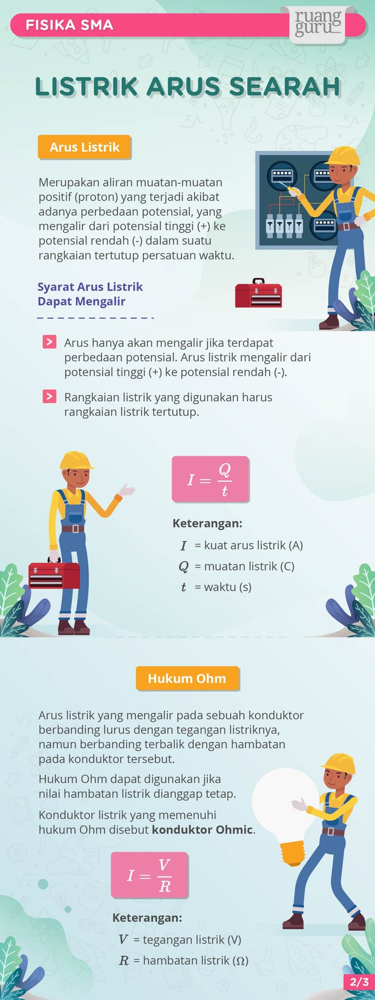 FISIKA SMA
ruang
guru
LISTRIK ARUS SEARAH
Arus Listrik
Merupakan aliran muatan-muatan
positif (proton) yang terjadi akibat
adanya perbedaan potensial, yang
mengalir dari potensial tinggi (+) ke
potensial rendah (-) dalam suatu
rangkaian tertutup persatuan waktu.
Syarat Arus Listrik
Dapat Mengalir
> Arus hanya akan mengalir jika terdapat
perbedaan potensial. Arus listrik mengalir dari
potensial tinggi (+) ke potensial rendah (-).
> Rangkaian listrik yang digunakan harus
rangkaian listrik tertutup.
I = Q/t
Keterangan:
I = kuat arus listrik (A)
Q = muatan listrik (C)
t = waktu (s)
Hukum Ohm
Arus listrik yang mengalir pada sebuah konduktor
berbanding lurus dengan tegangan listriknya,
namun berbanding terbalik dengan hambatan
pada konduktor tersebut.
Hukum Ohm dapat digunakan jika
nilai hambatan listrik dianggap tetap.
Konduktor listrik yang memenuhi
hukum Ohm disebut konduktor Ohmic.
I = V/R
Keterangan:
V = tegangan listrik (V)
R = hambatan listrik (Ω)
2/3